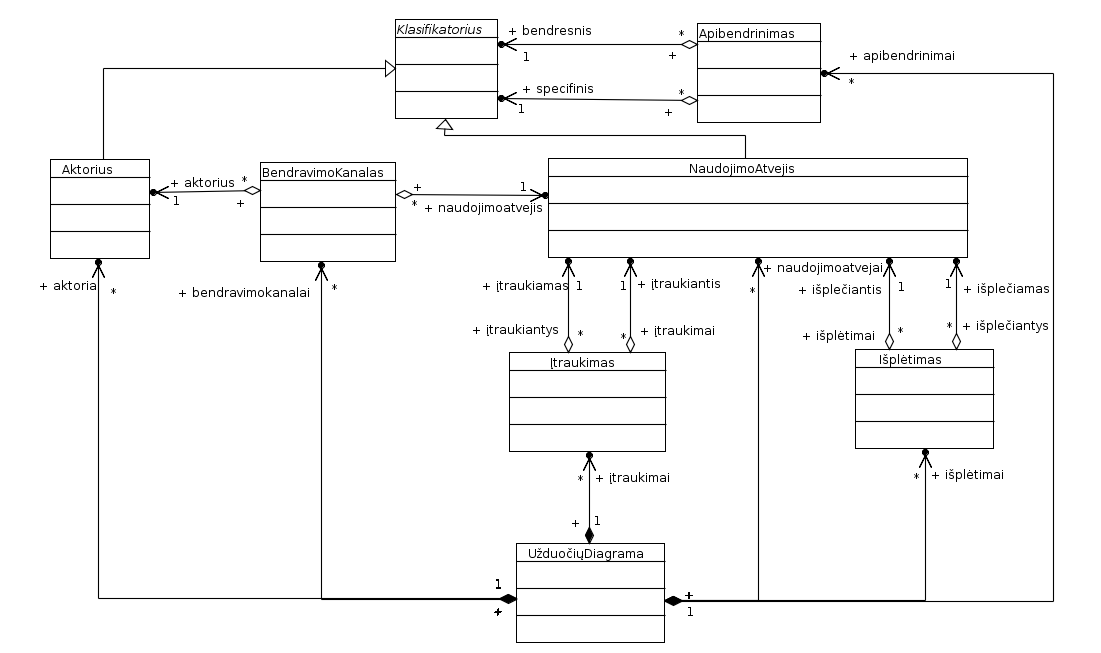 Klasifikatorius
+ bendresnis
1
*
+
Apibendrinimas
+ apibendrinimai
*
+ specifinis
1
*
+
Aktorius
+ aktorius
1
*
+
BendravimoKanalas
+
*
1
+ naudojimoatvejis
NaudojimoAtvejis
+ aktoriai
*
+ bendravimokanalai
*
+ įtraukiamas
1
1
+ įtraukiantis
+ naudojimoatvejai
*
+ išplečiantis
1
1
+ išplečiamas
+ įtraukiantys
*
*
+ įtraukimai
+ išplėtimai
*
*
+ išplečiantys
Įtraukimas
Išplėtimas
*
+ įtraukimai
*
+ išplėtimai
+
1
UžduočiųDiagrama
1
+
+
1